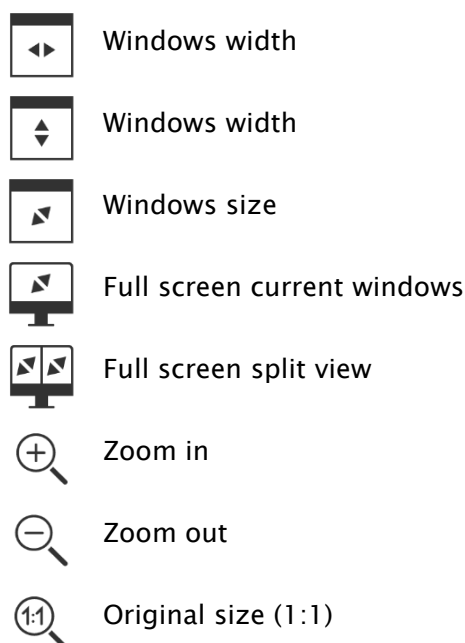 Windows width
Windows width
Windows size
Full screen current windows
Full screen split view
Zoom in
Zoom out
1:1 Original size (1:1)